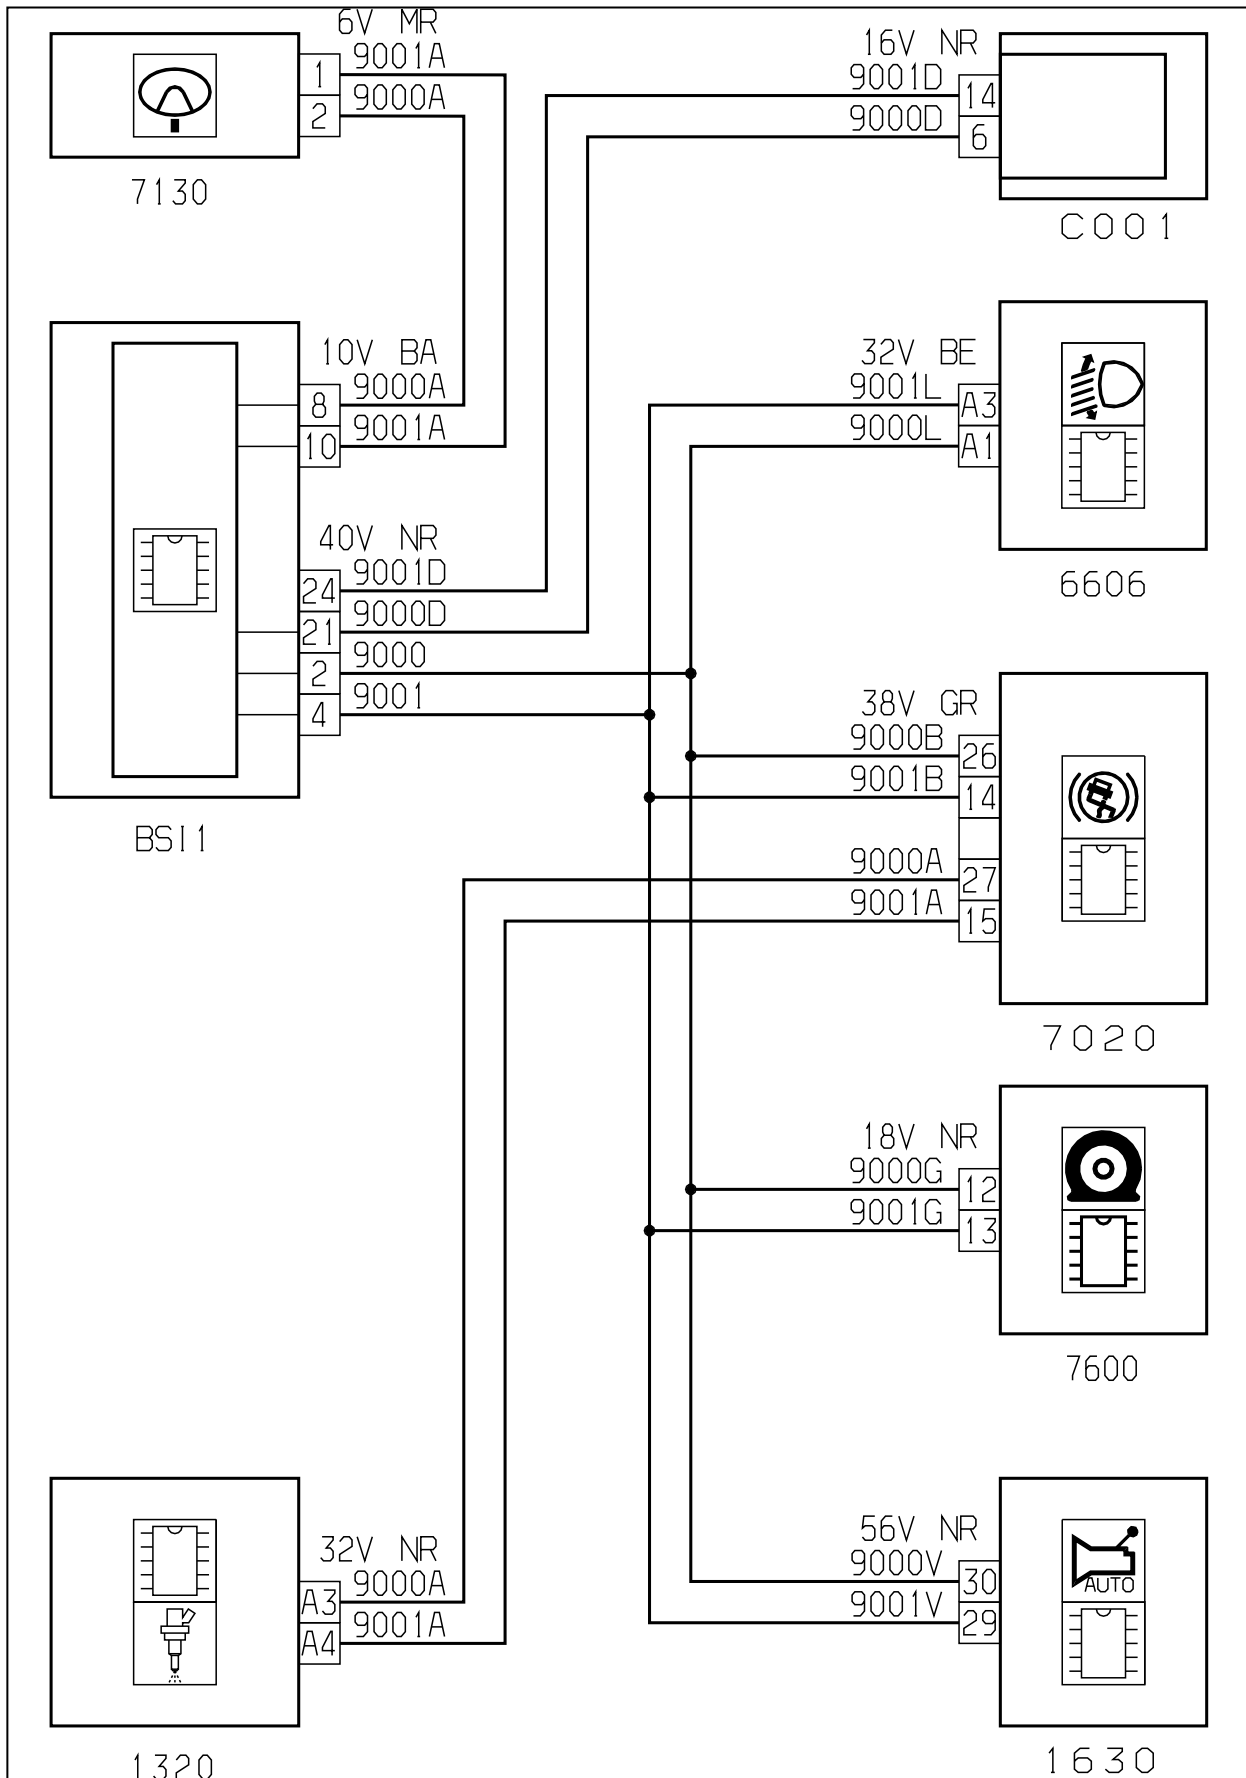 6V MR
1 9001A
2 9000A
7130
16V NR
9001D 14
9000D 6
C001
10V BA
8 9000A
10 9001A
40V NR
24 9001D
21 9000D
2 9000
4 9001
BSI1
32V BE
9001L A3
9000L A1
6606
38V GR
9000B 26
9001B 14
9000A 27
9001A 15
7020
18V NR
9000G 12
9001G 13
7600
32V NR
A3 9000A
A4 9001A
1320
56V NR
9000V 30
9001V 29
AUTO
1630